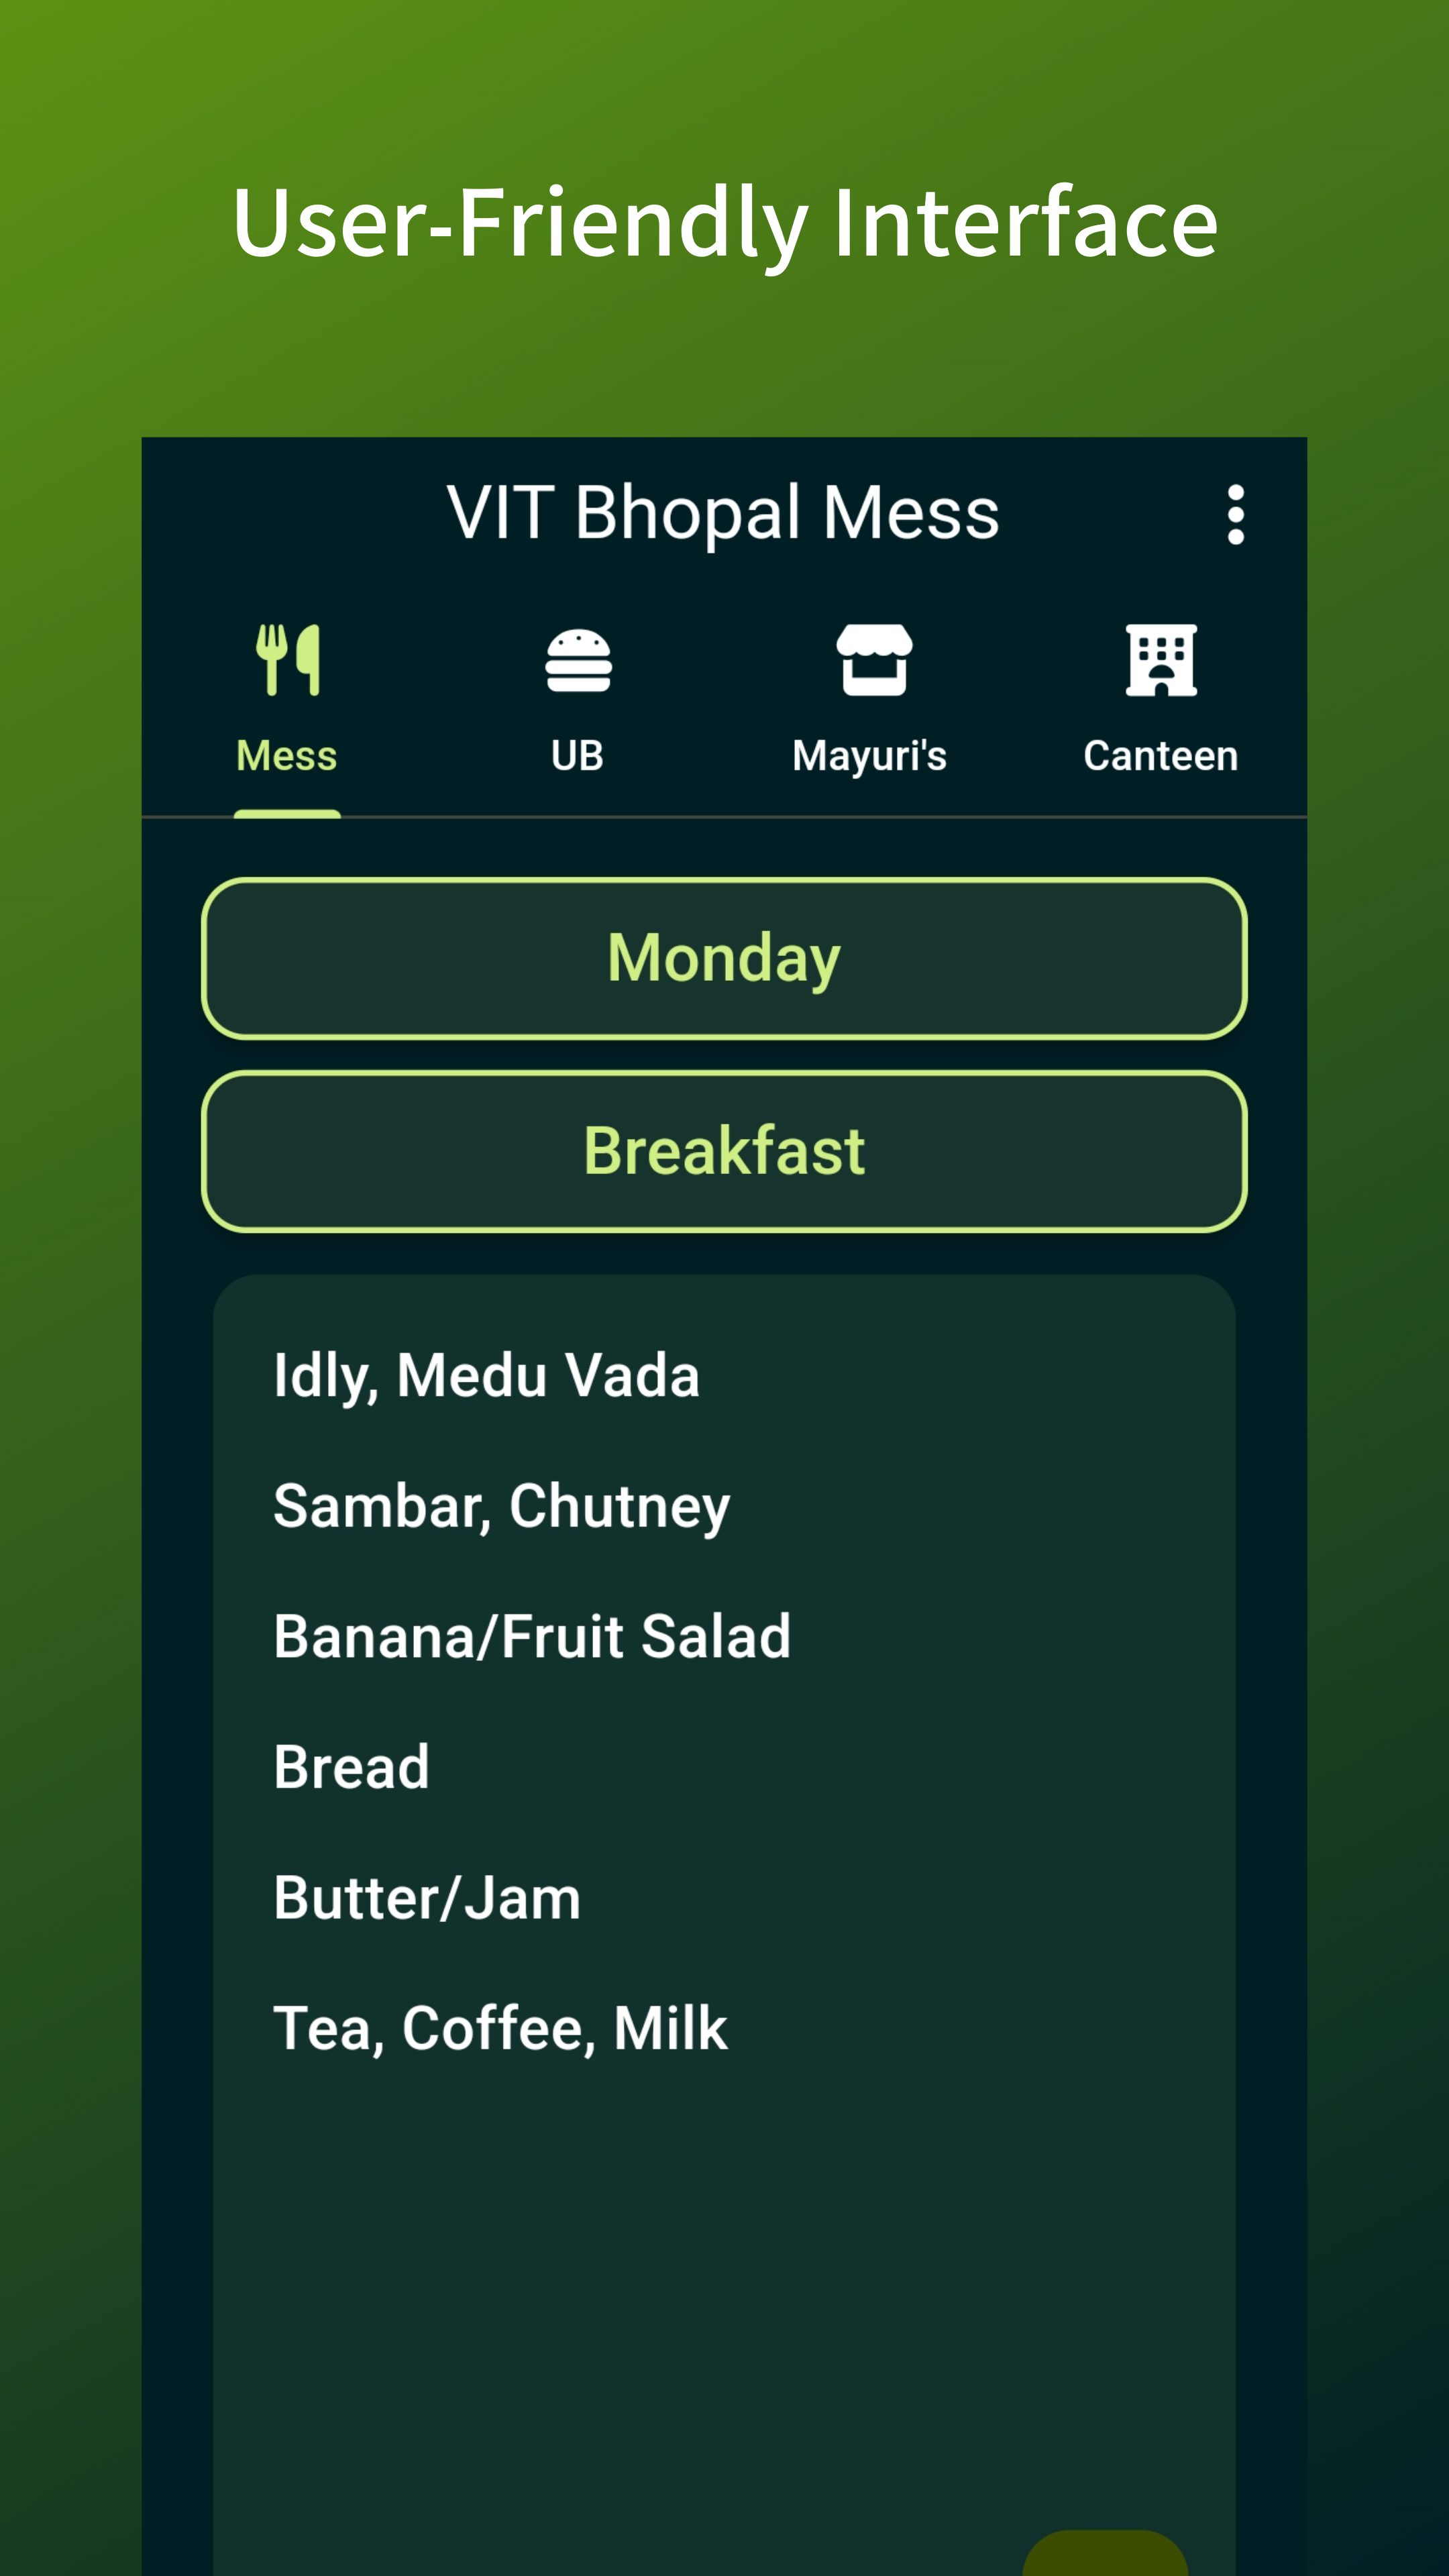 User-Friendly Interface
VIT Bhopal Mess
Mess
UB
Mayuri's
Canteen
Monday
Breakfast
Idly, Medu Vada
Sambar, Chutney
Banana/Fruit Salad
Bread
Butter/Jam
Tea, Coffee, Milk